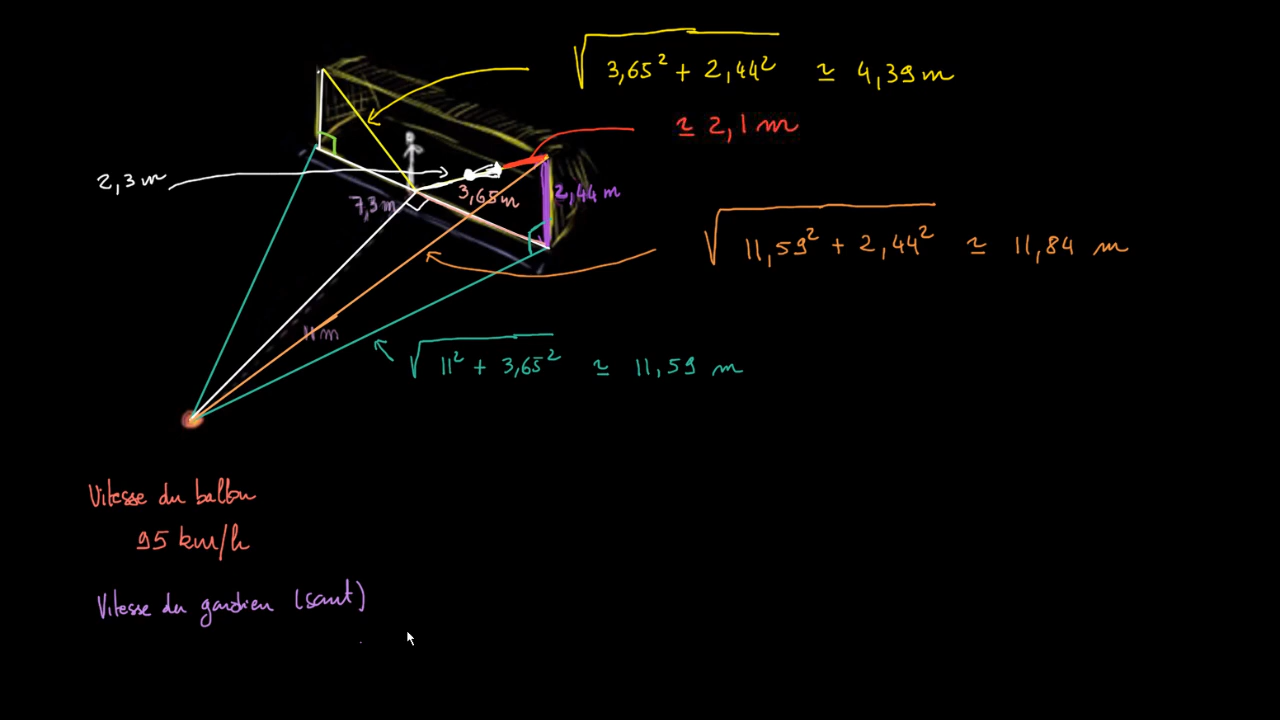 √(3,65² + 2,44²) ≃ 4,39 m
≃ 2,1 m
2,3 m
3,65 m
2,44 m
7,3 m
√(11,59² + 2,44²) ≃ 11,84 m
11 m
√(11² + 3,65²) ≃ 11,59 m
Vitesse du ballon
95 km/h
Vitesse du gardien (saut)